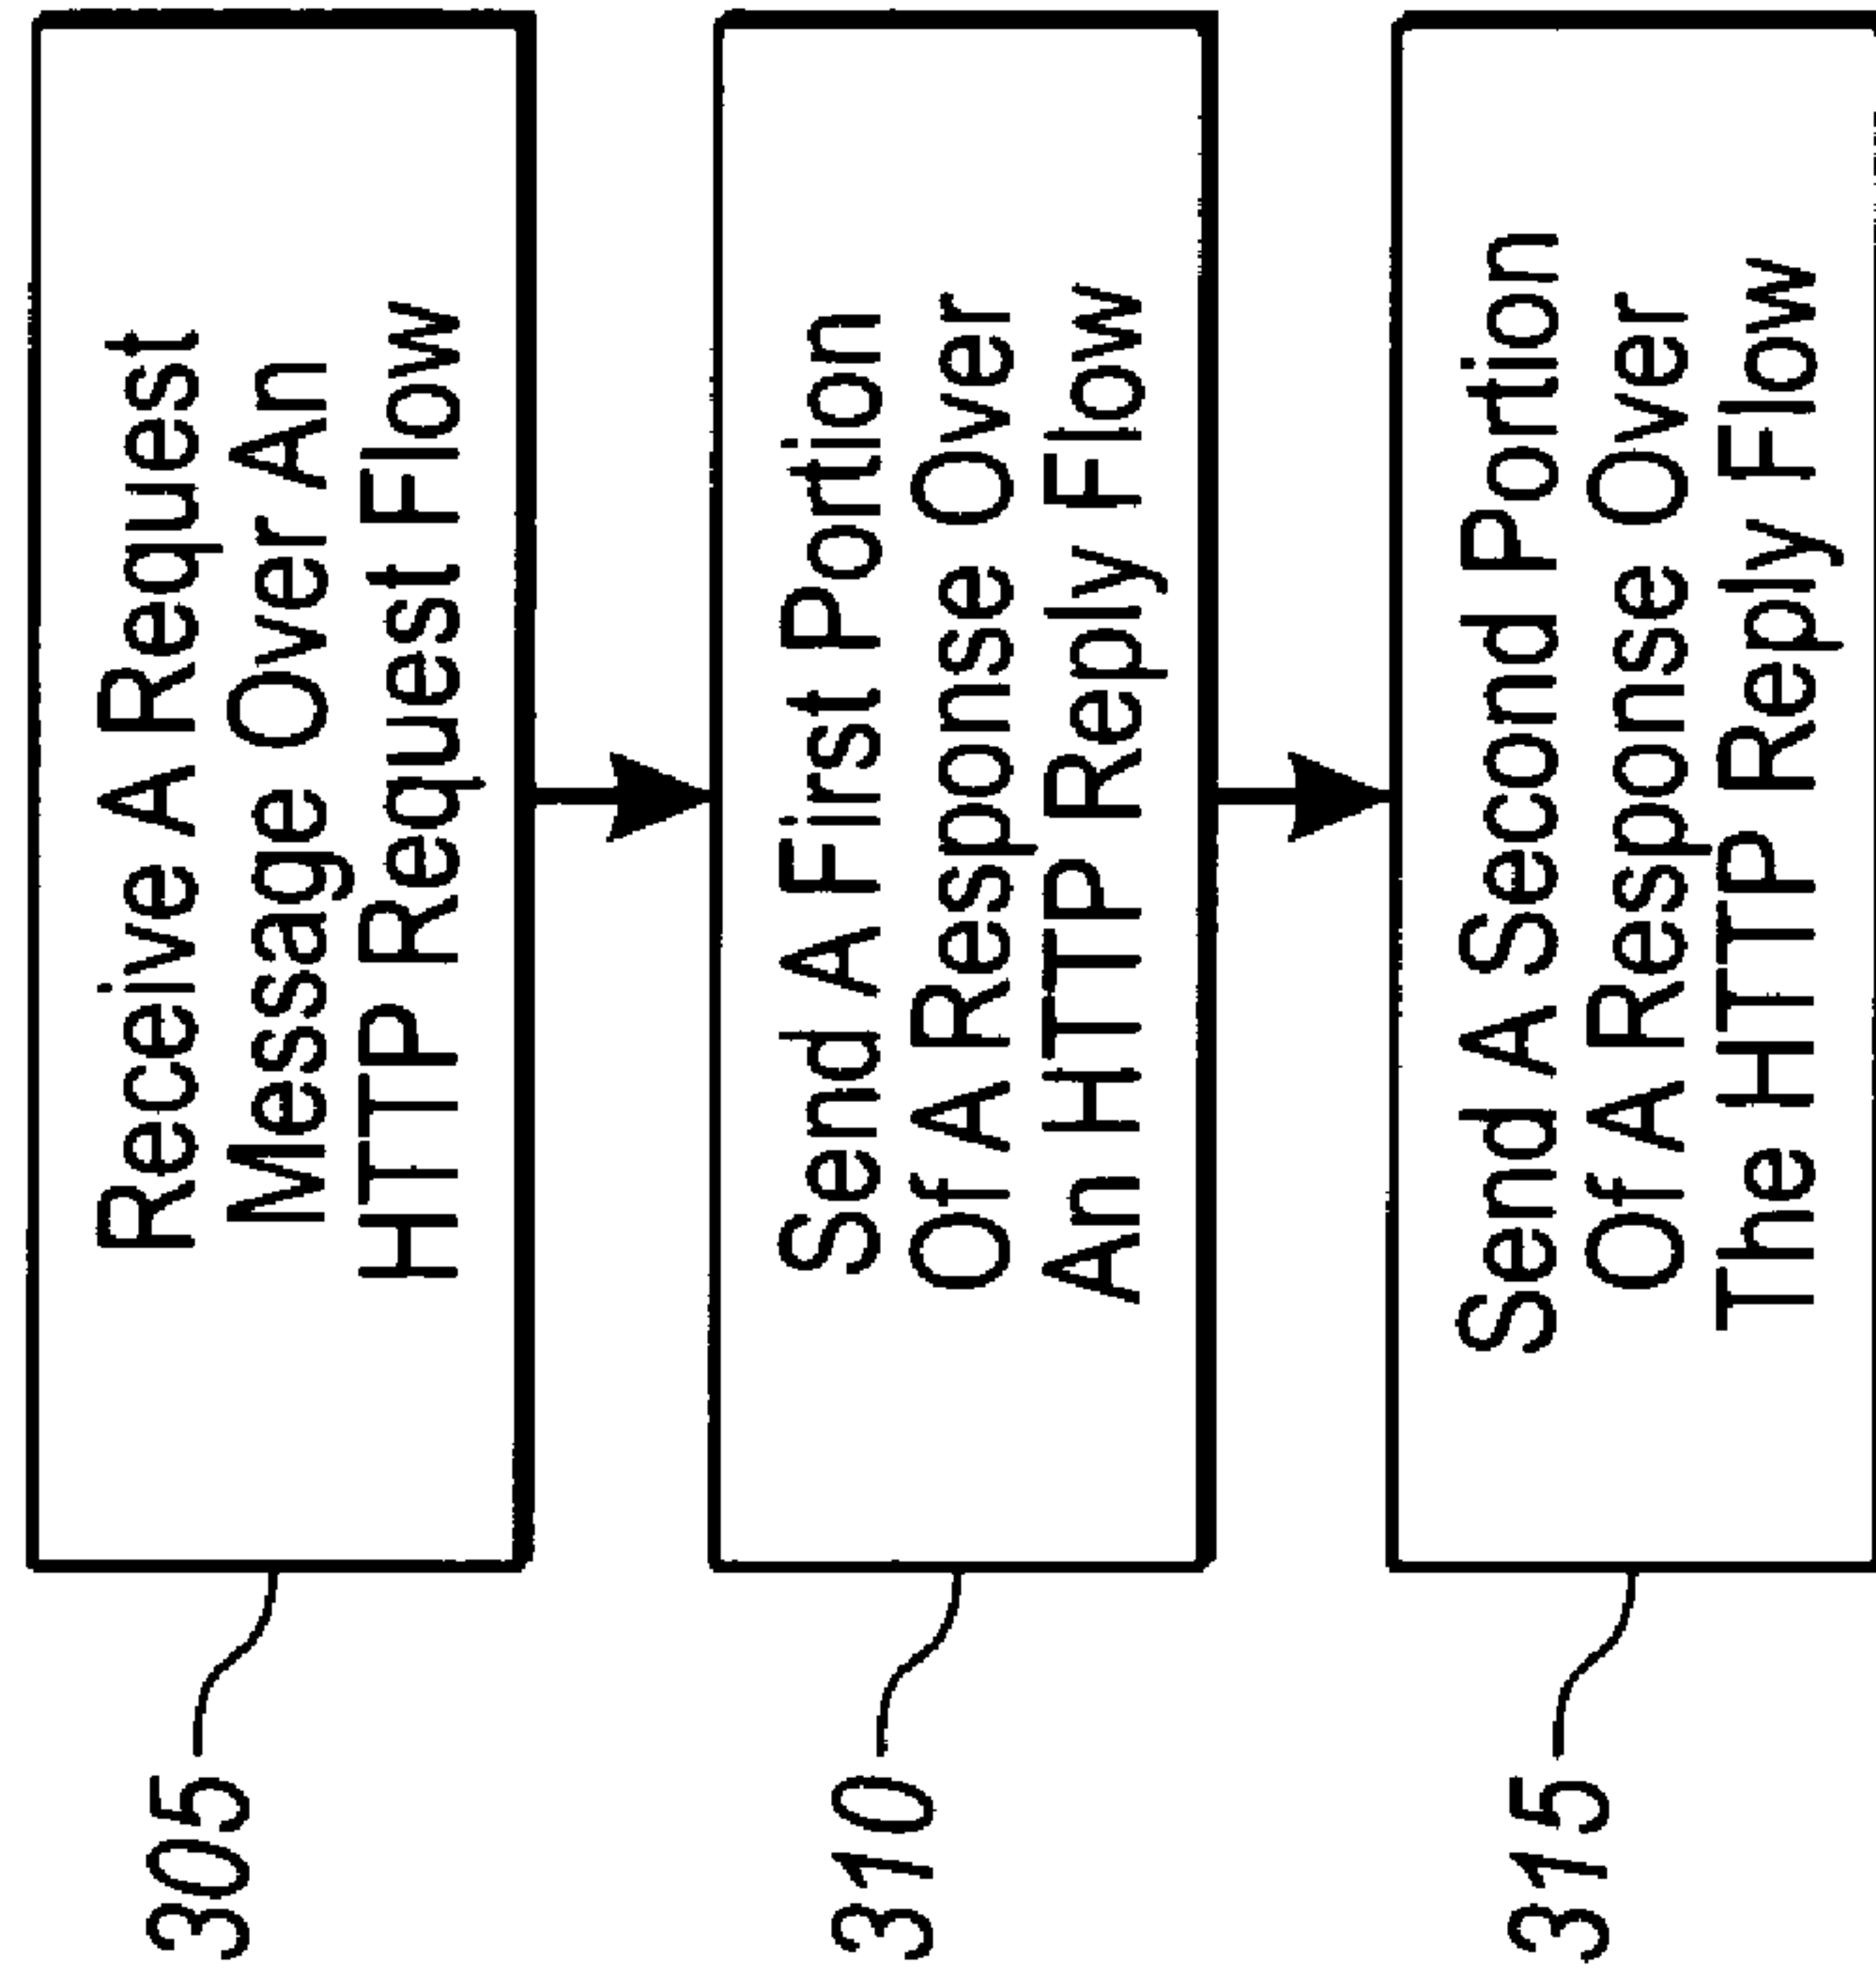 305
Receive A Request
Message Over An
HTTP Request Flow
310
Send A First Portion
Of A Response Over
An HTTP Reply Flow
315
Send A Second Portion
Of A Response Over
The HTTP Reply Flow